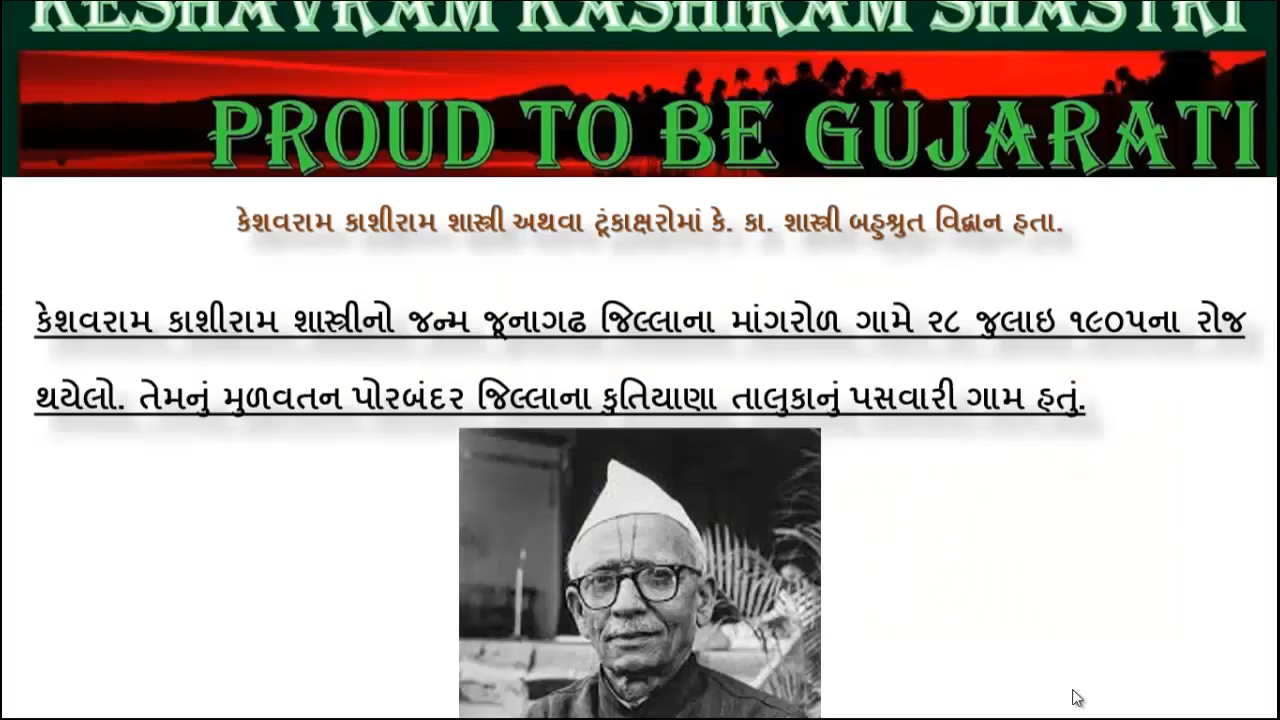 KESHAVRAM KASHIRAM SHASTRI
PROUD TO BE GUJARATI
કેશવરામ કાશીરામ શાસ્ત્રી અથવા ટૂંકાક્ષરોમાં કે. કા. શાસ્ત્રી બહુશ્રુત વિદ્વાન હતા.
કેશવરામ કાશીરામ શાસ્ત્રીનો જન્મ જૂનાગઢ જિલ્લાના માંગરોળ ગામે ૨૮ જુલાઇ ૧૯૦૫ના રોજ
થયેલો. તેમનું મુળવતન પોરબંદર જિલ્લાના કુતિયાણા તાલુકાનું પસવારી ગામ હતું.